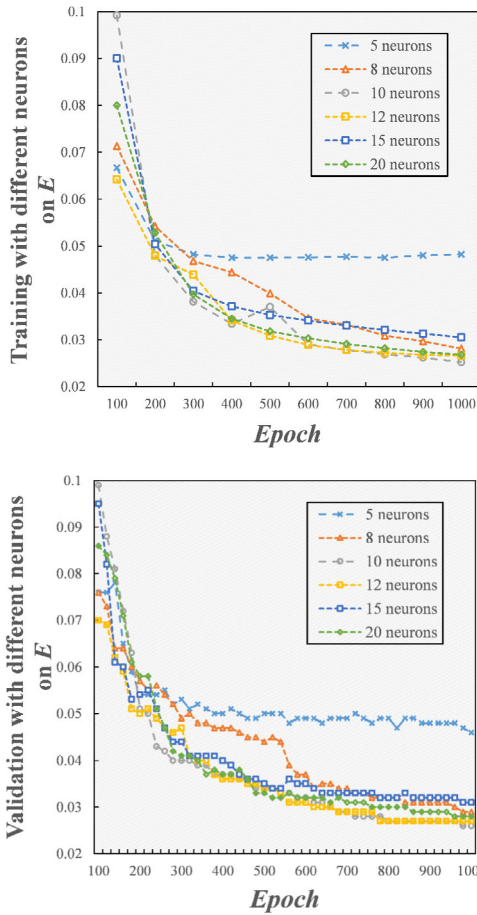 Training with different neurons
on E
0.1
0.09
0.08
0.07
0.06
0.05
0.04
0.03
0.02
5 neurons
8 neurons
10 neurons
12 neurons
15 neurons
20 neurons
100 200 300 400 500 600 700 800 900 1000
Epoch
Validation with different neurons
on E
0.1
0.09
0.08
0.07
0.06
0.05
0.04
0.03
0.02
5 neurons
8 neurons
10 neurons
12 neurons
15 neurons
20 neurons
100 200 300 400 500 600 700 800 900 1000
Epoch